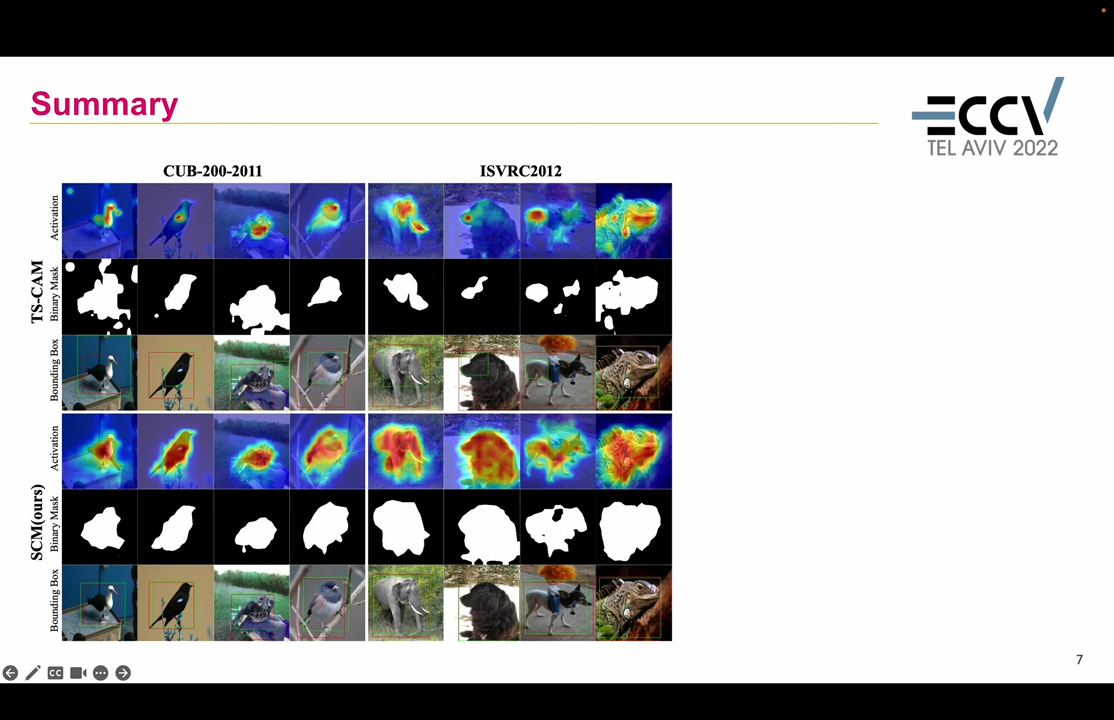 Summary
ECCV
TEL AVIV 2022
CUB-200-2011
ISVRC2012
TS-CAM
Activation
Binary Mask
Bounding Box
SCM(ours)
Activation
Binary Mask
Bounding Box
7
CC